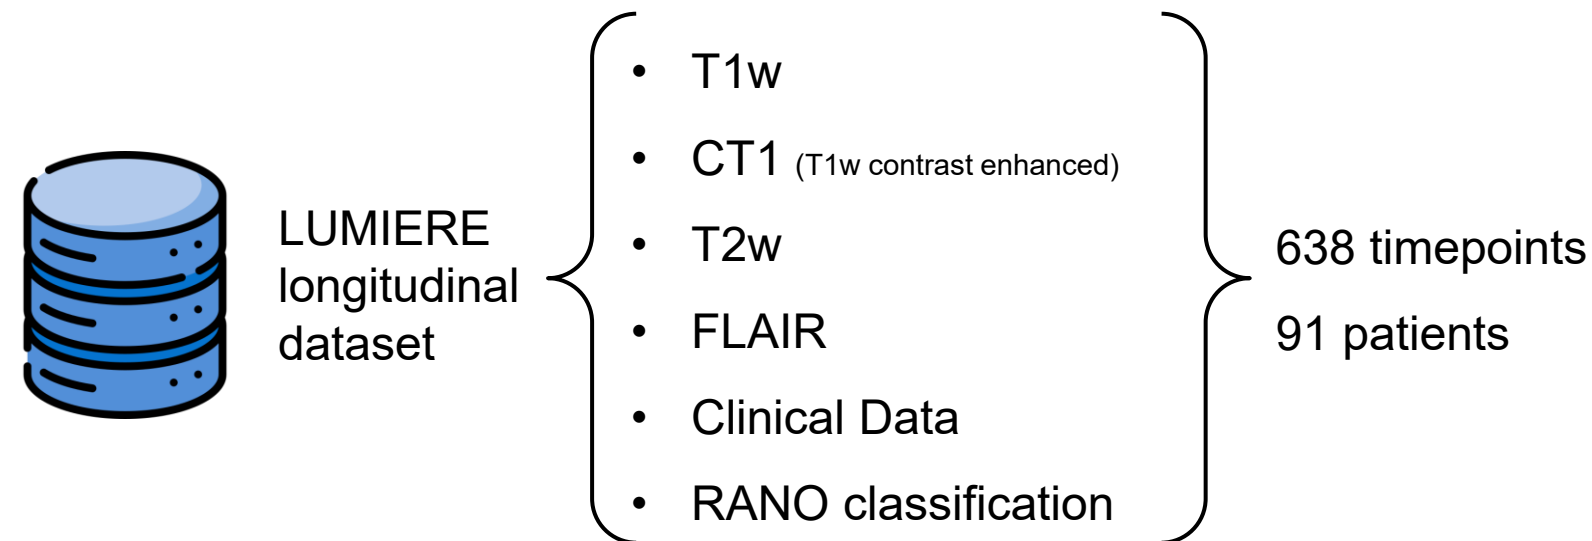 LUMIERE
longitudinal
dataset
• T1w
• CT1 (T1w contrast enhanced)
• T2w
• FLAIR
• Clinical Data
• RANO classification
638 timepoints
91 patients